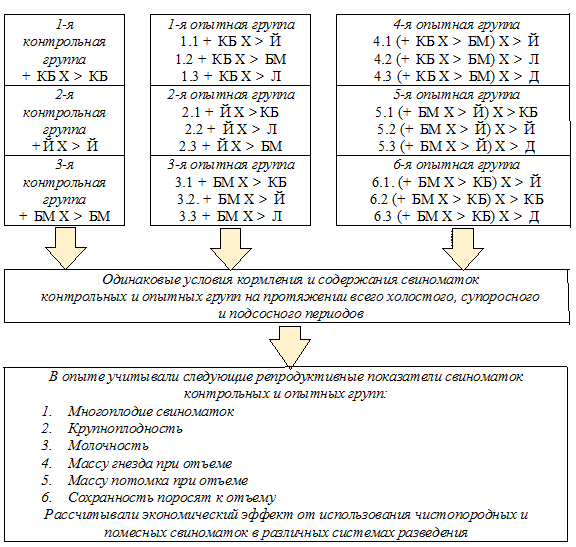 1-я
контрольная
группа
+ КБ Х > КБ
2-я
контрольная
группа
+ Й Х > Й
3-я
контрольная
группа
+ БМ Х > БМ
1-я опытная группа
1.1 + КБ Х > Й
1.2 + КБ Х > БМ
1.3 + КБ Х > Л
2-я опытная группа
2.1 + Й Х >КБ
2.2 + Й Х > Л
2.3 + Й Х > БМ
3-я опытная группа
3.1 + БМ Х > КБ
3.2. + БМ Х > Й
3.3 + БМ Х > Л
4-я опытная группа
4.1 (+ КБ Х > БМ) Х > Й
4.2 (+ КБ Х > БМ) Х > Л
4.3 (+ КБ Х > БМ) Х > Д
5-я опытная группа
5.1 (+ БМ Х > Й) Х > КБ
5.2 (+ БМ Х > Й) Х > Й
5.3 (+ БМ Х > Й) Х > Д
6-я опытная группа
6.1. (+ БМ Х > КБ) Х > Й
6.2 (+ БМ Х > КБ) Х > КБ
6.3 (+ БМ Х > КБ) Х > Д
Одинаковые условия кормления и содержания свиноматок
контрольных и опытных групп на протяжении всего холостого, супоросного
и подсосного периодов
В опыте учитывали следующие репродуктивные показатели свиноматок
контрольных и опытных групп:
1. Многоплодие свиноматок
2. Крупноплодность
3. Молочность
4. Массу гнезда при отъеме
5. Массу потомка при отъеме
6. Сохранность поросят к отъему
Рассчитывали экономический эффект от использования чистопородных и
помесных свиноматок в различных системах разведения